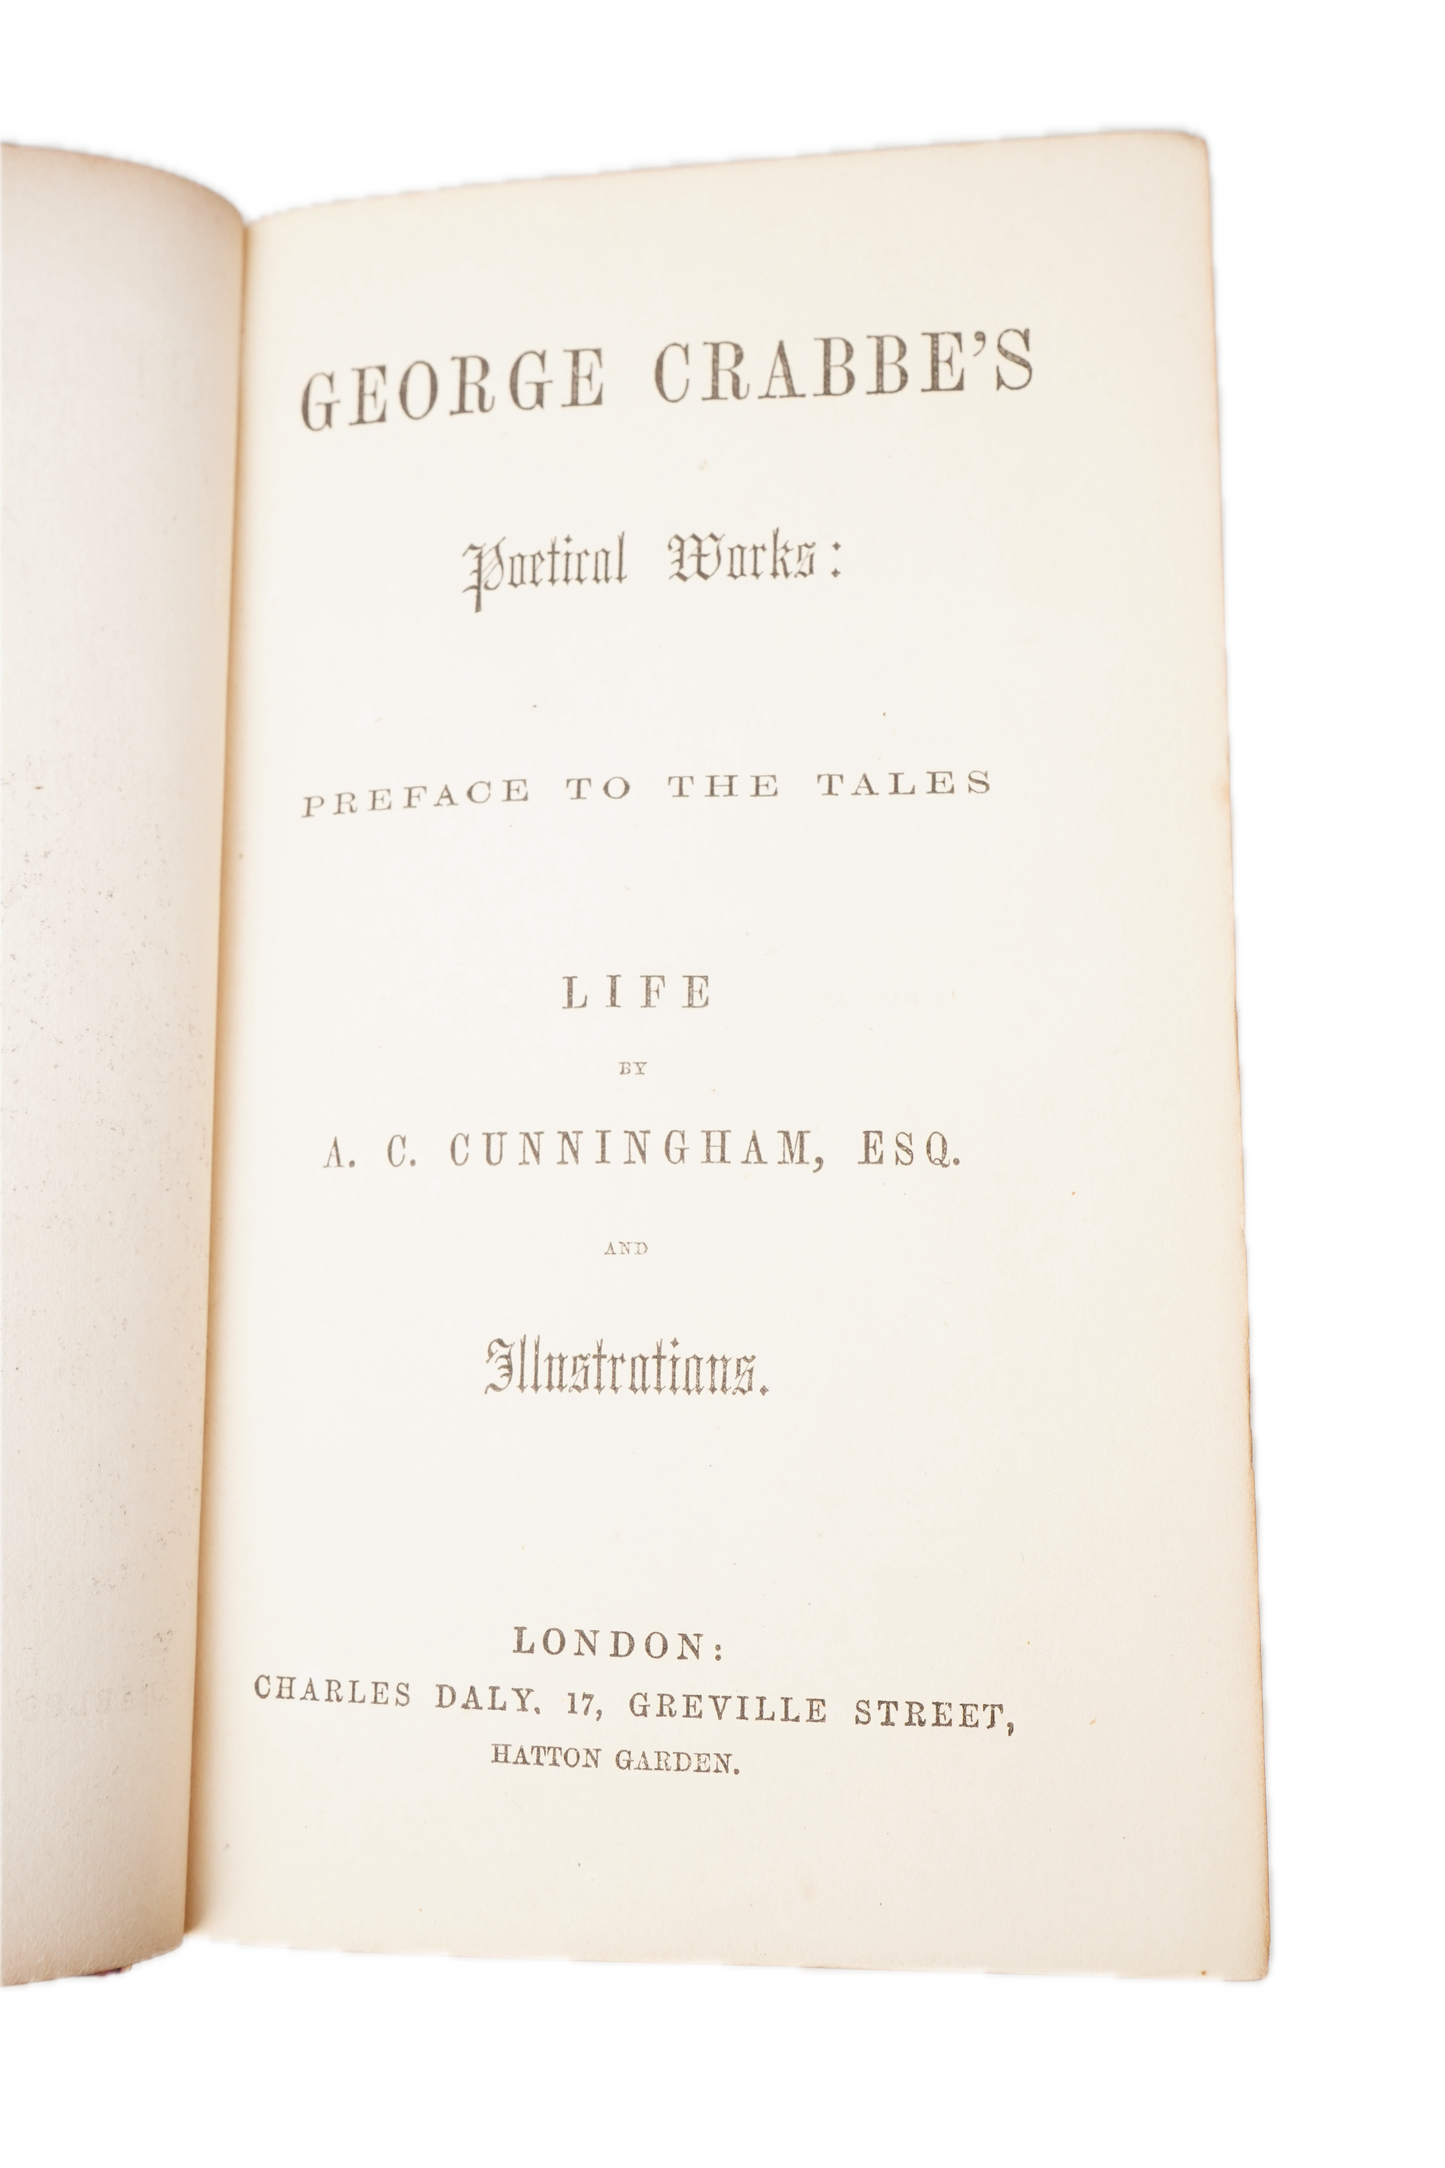 GEORGE CRABBE'S
Poetical Works:
PREFACE TO THE TALES
LIFE
BY
A. C. CUNNINGHAM, ESQ.
AND
Illustrations.
LONDON:
CHARLES DALY. 17, GREVILLE STREET,
HATTON GARDEN.